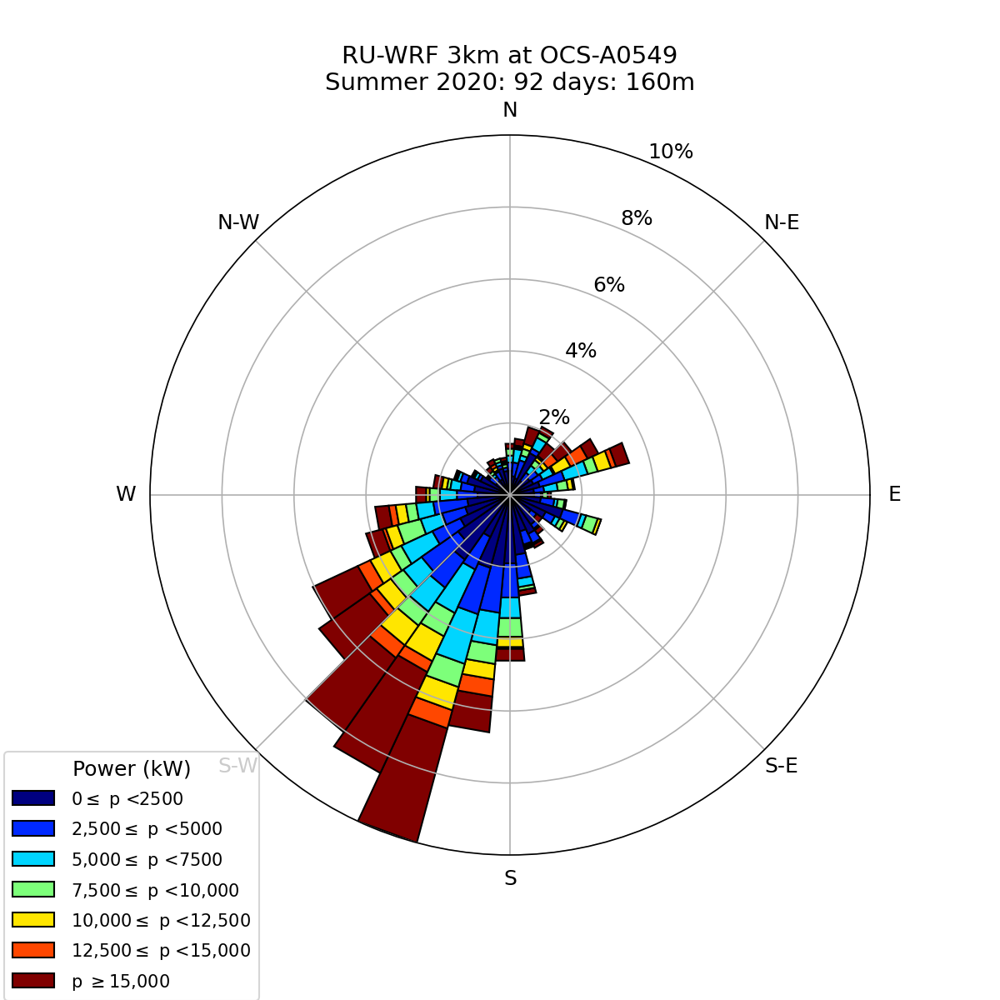 RU-WRF 3km at OCS-A0549
Summer 2020: 92 days: 160m
N
10%
8%
N-W
N-E
6%
4%
2%
W
E
S-W
S-E
S
Power (kW)
0≤ p <2500
2,500≤ p <5000
5,000≤ p <7500
7,500≤ p <10,000
10,000≤ p <12,500
12,500≤ p <15,000
p ≥15,000